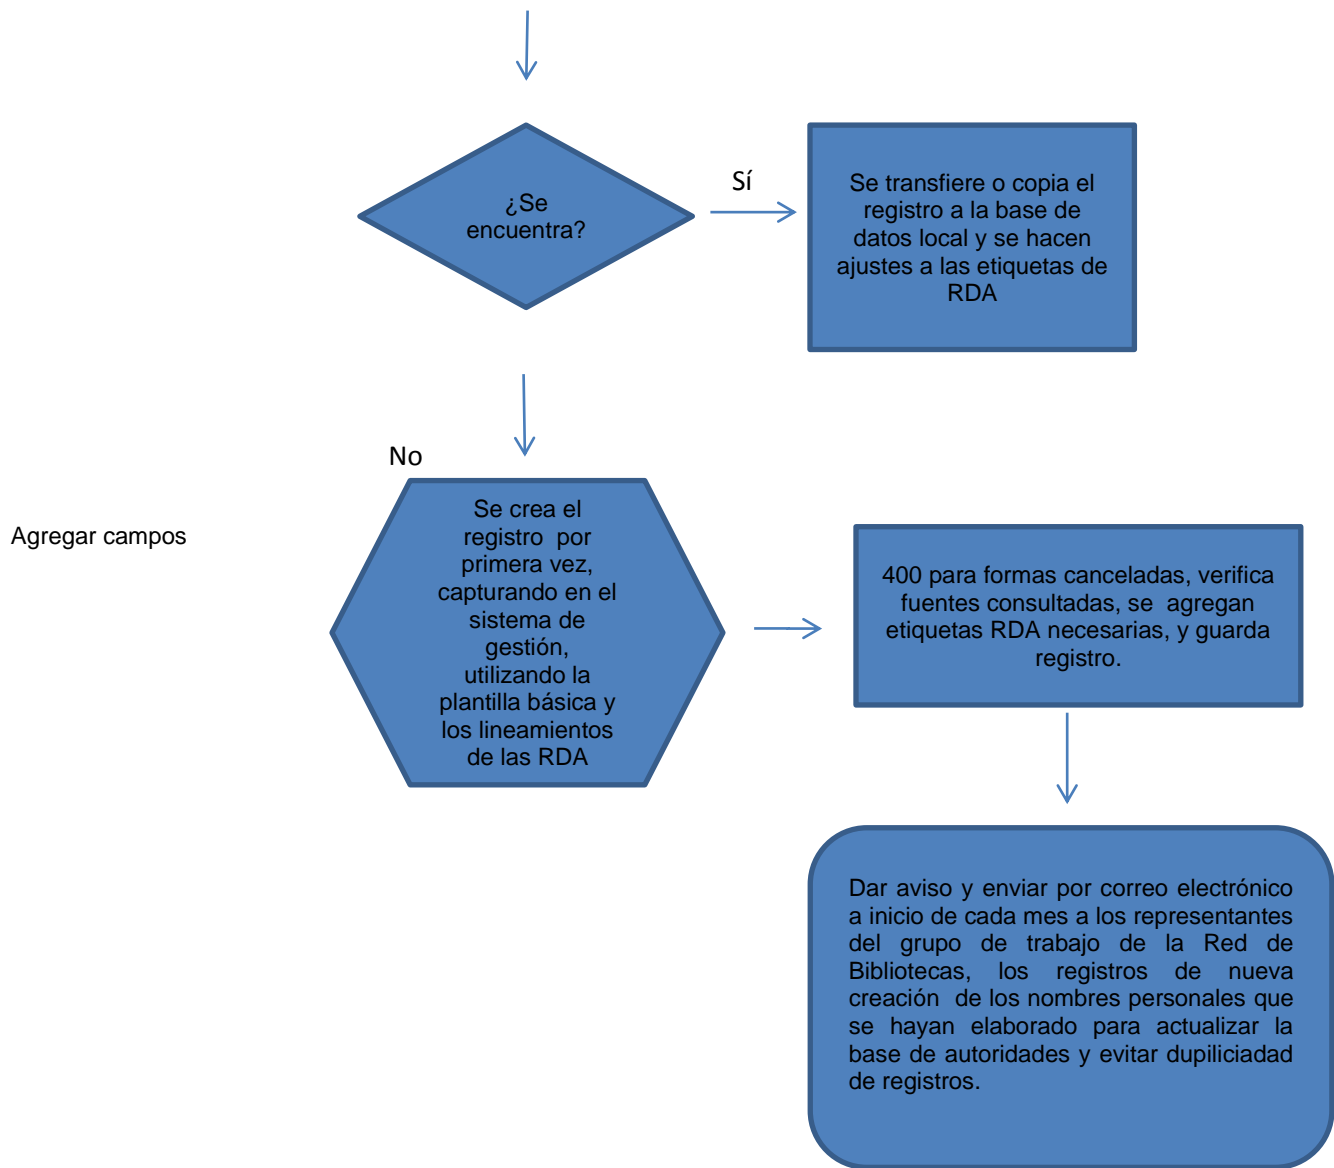 ¿Se
encuentra?
Sí
Se transfiere o copia el
registro a la base de
datos local y se hacen
ajustes a las etiquetas de
RDA
No
Agregar campos
Se crea el
registro  por
primera vez,
capturando en el
sistema de
gestión,
utilizando la
plantilla básica y
los lineamientos
de las RDA
400 para formas canceladas, verifica
fuentes consultadas, se  agregan
etiquetas RDA necesarias, y guarda
registro.
Dar aviso y enviar por correo electrónico
a inicio de cada mes a los representantes
del grupo de trabajo de la Red de
Bibliotecas, los registros de nueva
creación  de los nombres personales que
se hayan elaborado para actualizar la
base de autoridades y evitar dupiliciadad
de registros.